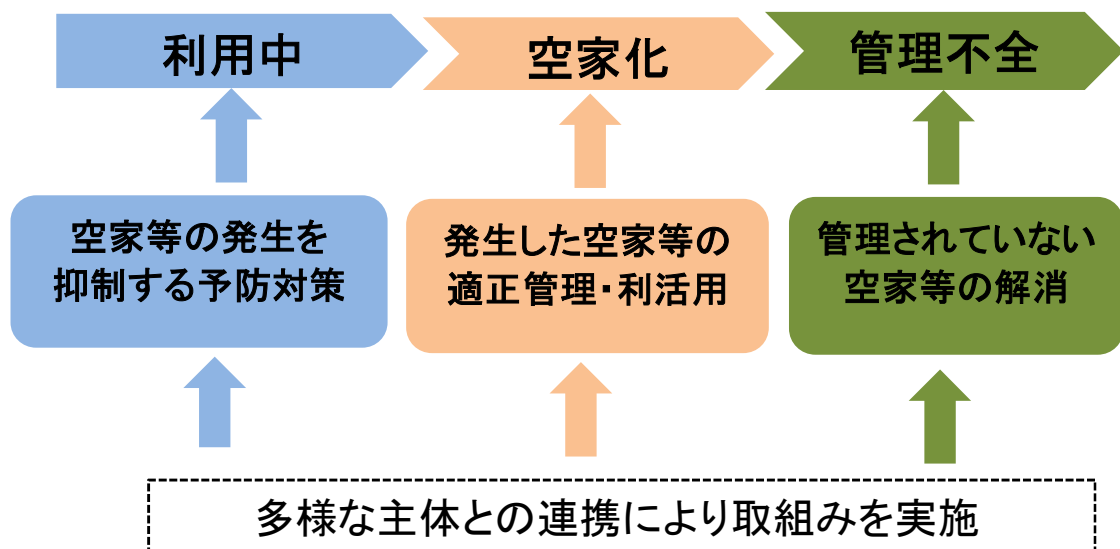 利用中
空家化
管理不全
空家等の発生を
抑制する予防対策
発生した空家等の
適正管理・利活用
管理されていない
空家等の解消
多様な主体との連携により取組みを実施